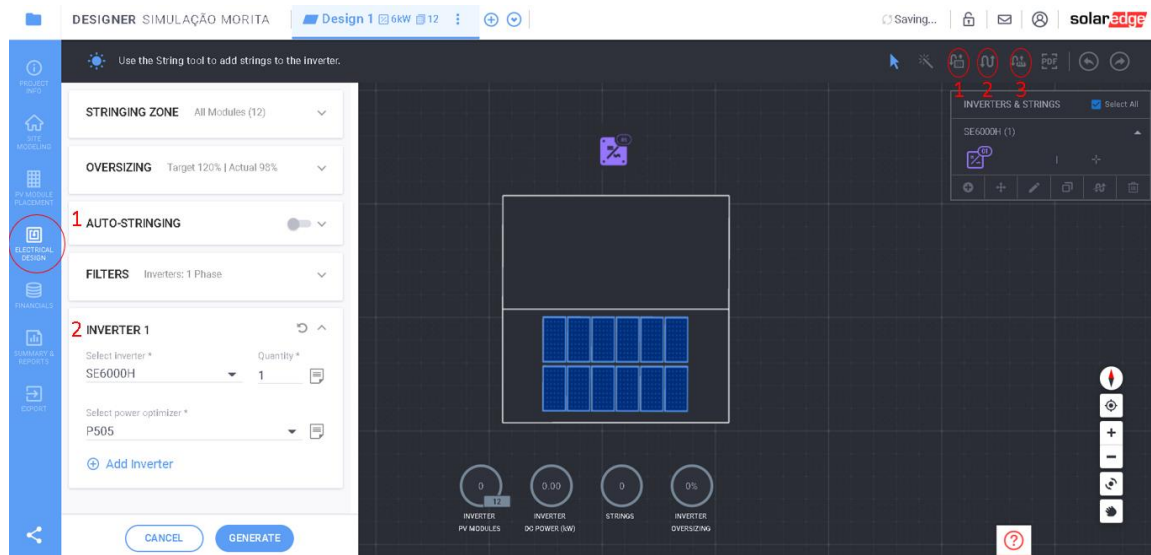 DESIGNER SIMULAÇÃO MORITA
Design 1 6kW 12
Saving...
solaredge
Use the String tool to add strings to the inverter.
PDF
1 2 3
PROJECT
INFO
SITE
MODELING
PV MODULE
PLACEMENT
ELECTRICAL
DESIGN
FINANCIALS
SUMMARY &
REPORTS
EXPORT
STRINGING ZONE All Modules (12)
OVERSIZING Target 120% | Actual 98%
1 AUTO-STRINGING
FILTERS Inverters: 1 Phase
2 INVERTER 1
Select Inverter * Quantity *
SE6000H 1
Select power optimizer *
P505
Add Inverter
CANCEL GENERATE
01
INVERTERS & STRINGS Select All
SE6000H (1)
01
0 0.00 0 0%
12
INVERTER
PV MODULES
INVERTER
DC POWER (kW)
STRINGS
INVERTER
OVERSIZING
?